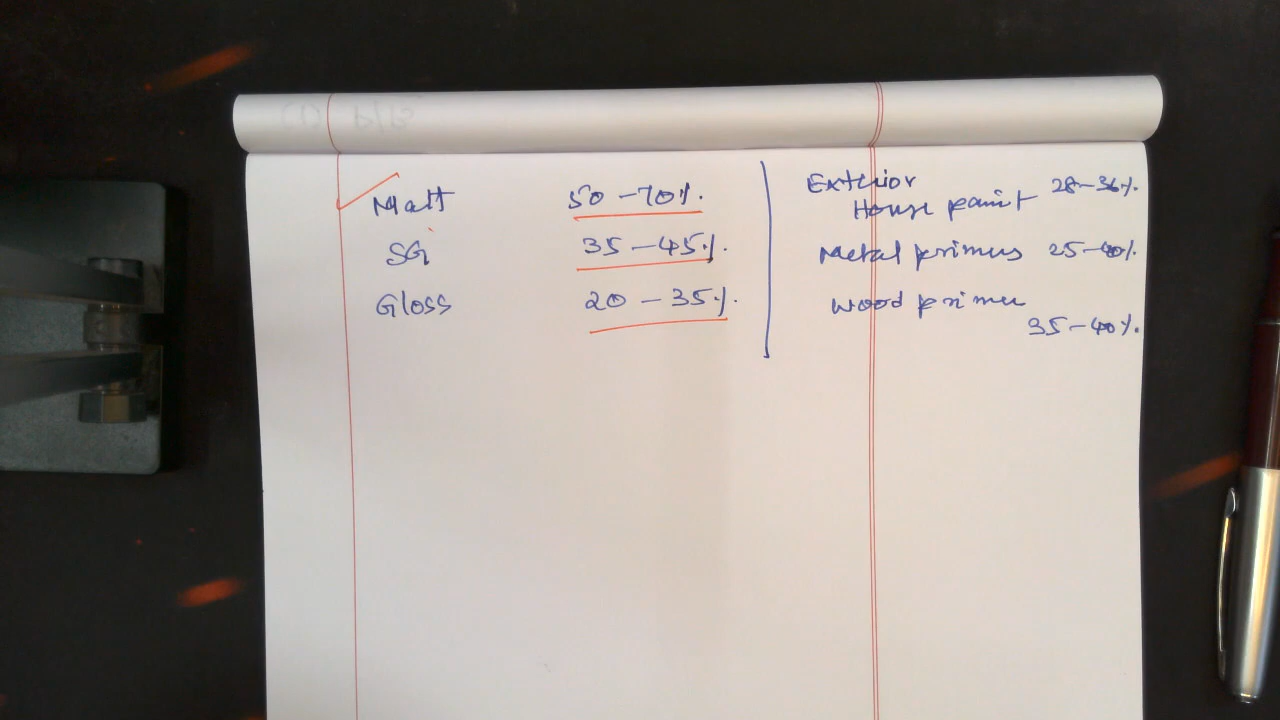 Matt 50-70%.
SG 35-45%.
Gloss 20-35%.
Exterior
House paint 28-36%.
Metal primers 25-40%.
Wood primer
35-40%.